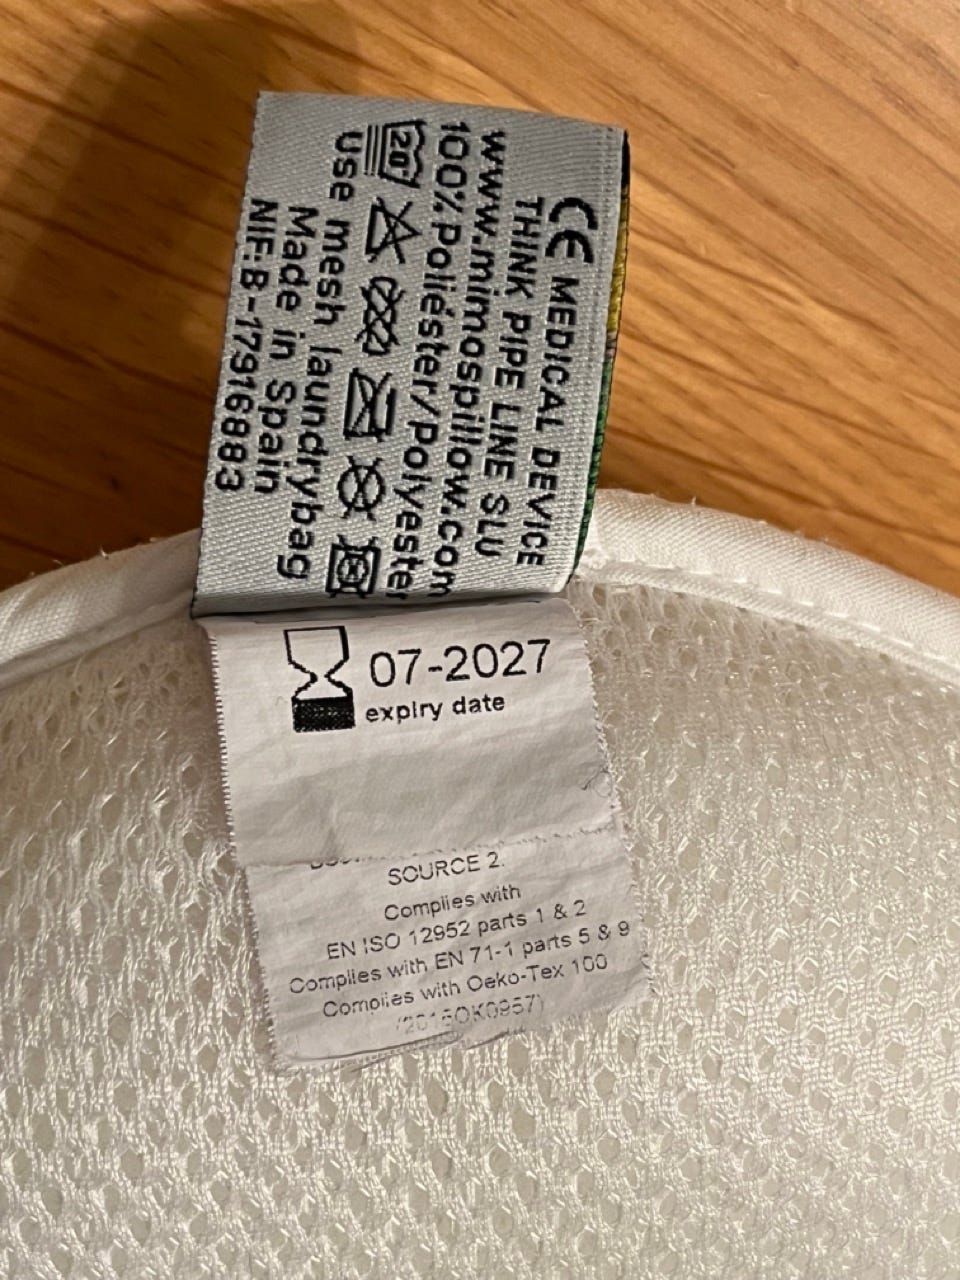 CE MEDICAL DEVICE
THINK PIPE LINE SLU
www.mimospillow.com
100% poliéster/polyester
20°
Use mesh laundrybag
Made in Spain
NIF: B-17916883
07-2027
expiry date
SOURCE 2.
Complies with
EN ISO 12952 parts 1 & 2
Complies with EN 71-1 parts 5 & 9
Complies with Oeko-Tex 100